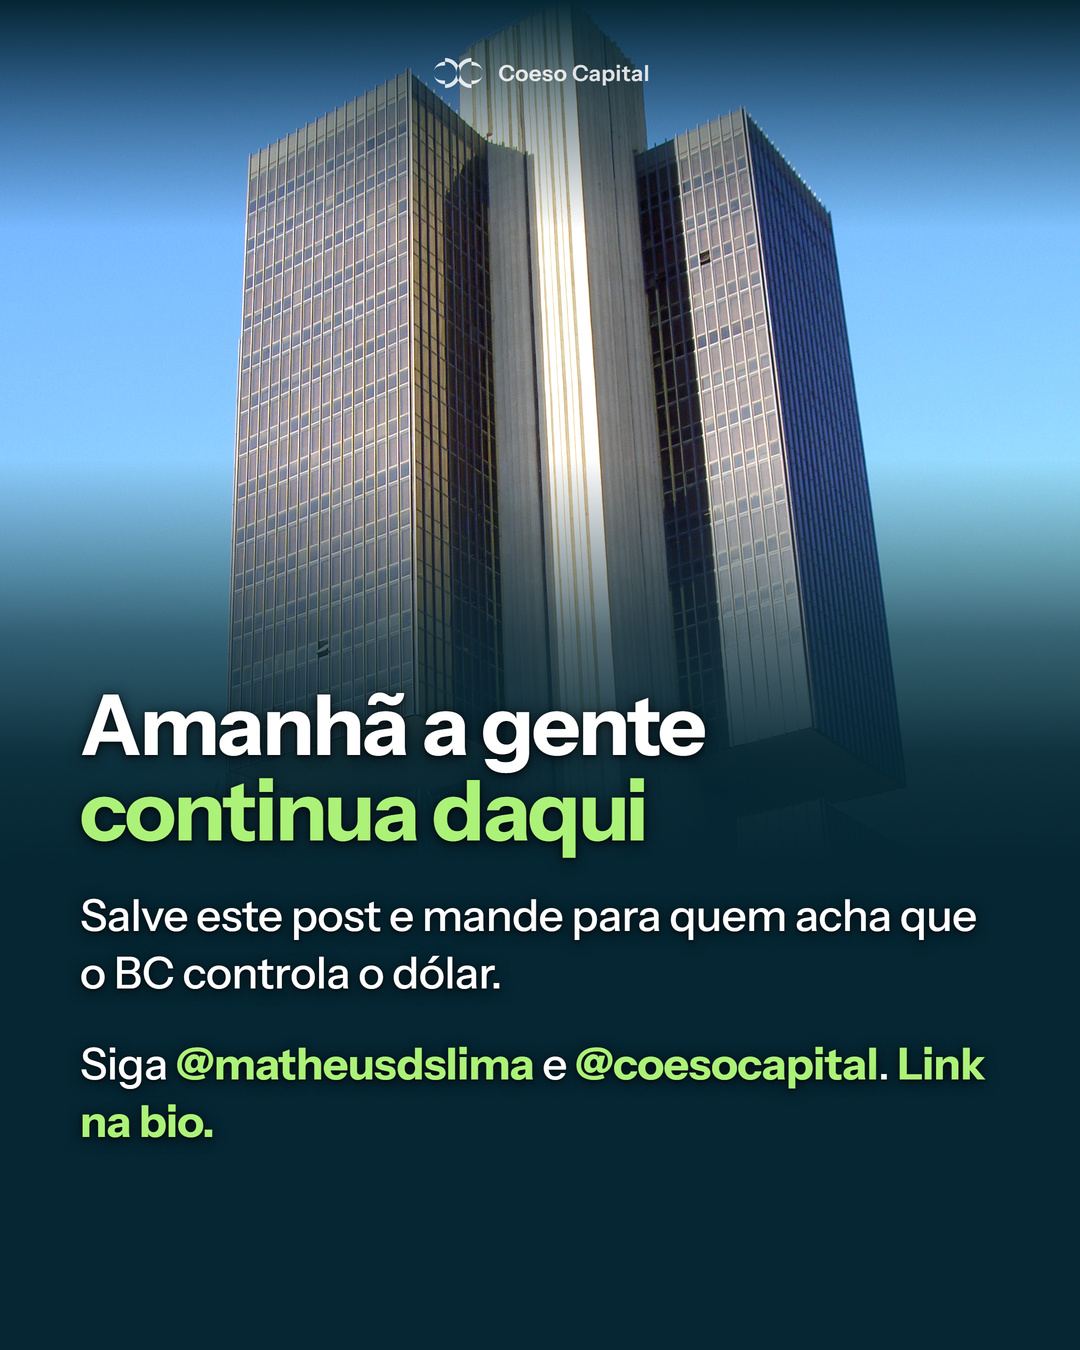 Coeso Capital
Amanhã a gente
continua daqui
Salve este post e mande para quem acha que
o BC controla o dólar.
Siga @matheusdslima e @coesocapital. Link
na bio.